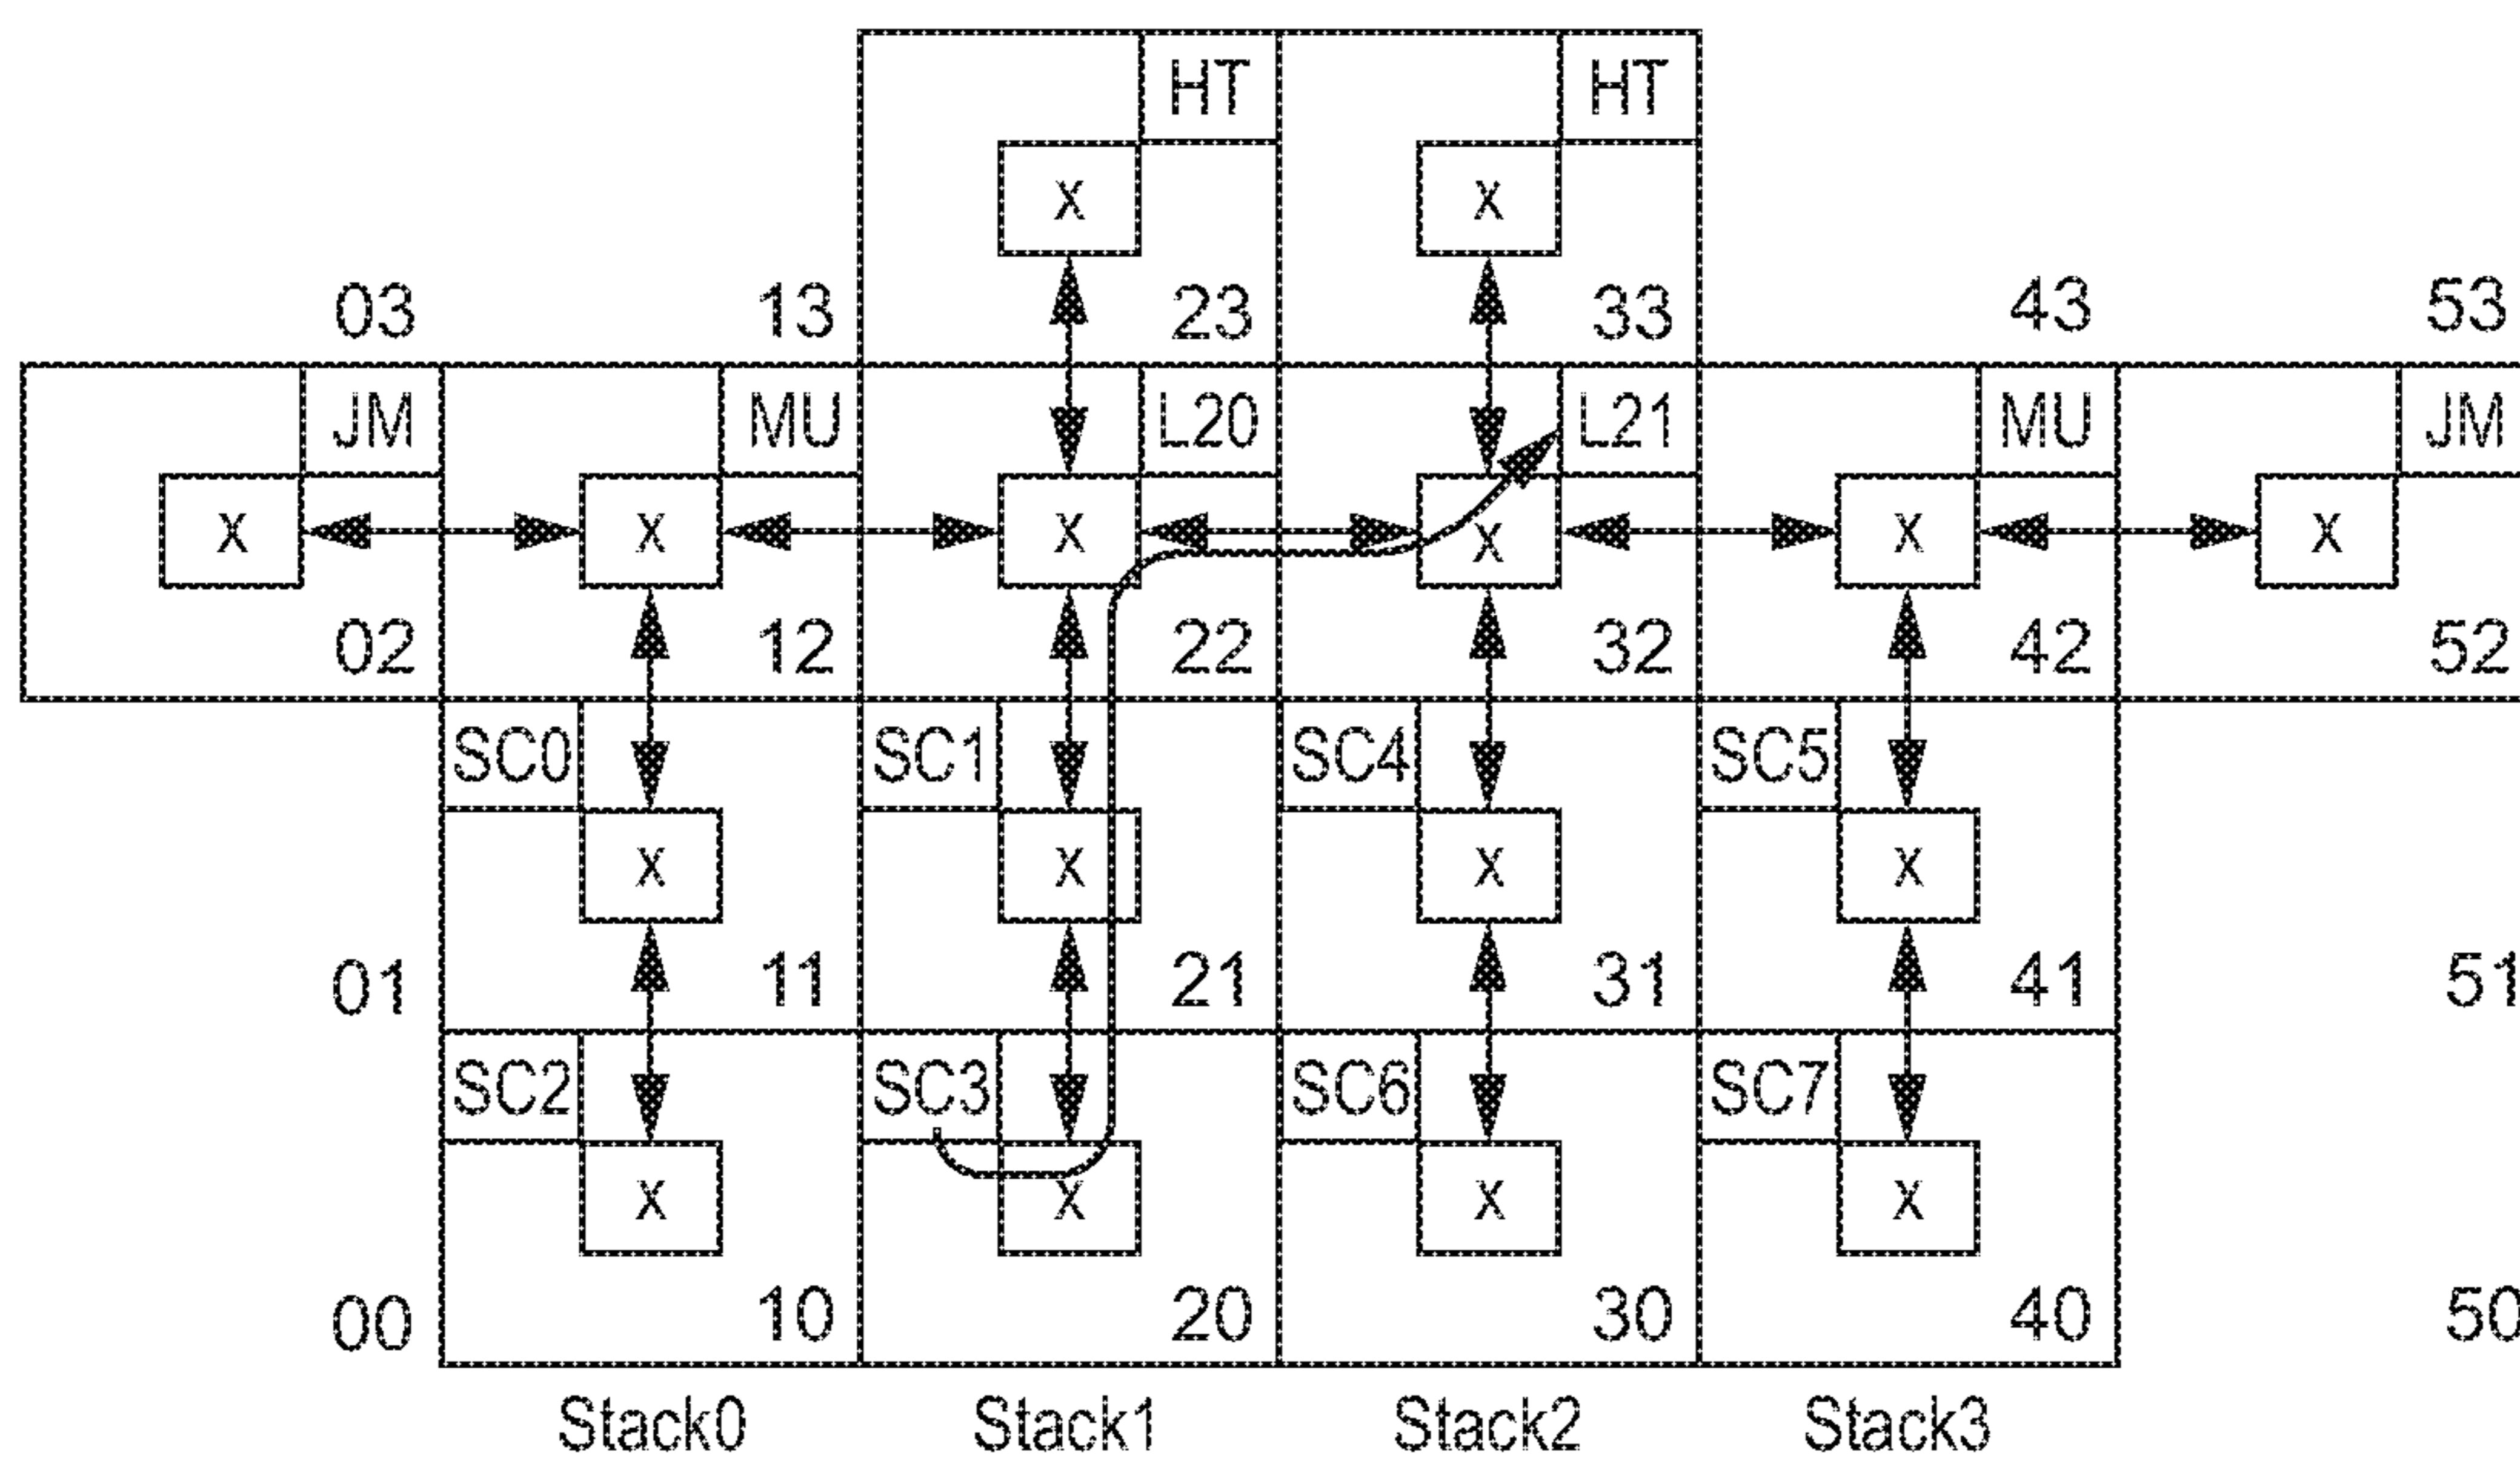 HT HT
x x
03 13 23 33 43 53
JM MU L20 L21 MU JM
x x x x x x
02 12 22 32 42 52
SC0 SC1 SC4 SC5
x x x x
01 11 21 31 41 51
SC2 SC3 SC6 SC7
x x x x
00 10 20 30 40 50
Stack0 Stack1 Stack2 Stack3